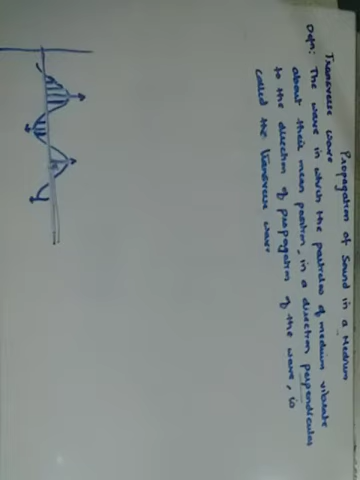 Propagation of Sound in a Medium
Transverse wave
Defn: The wave in which the particles of medium vibrate
about their mean position, in a direction perpendicular
to the direction of propagation of the wave, is
called the Transverse wave